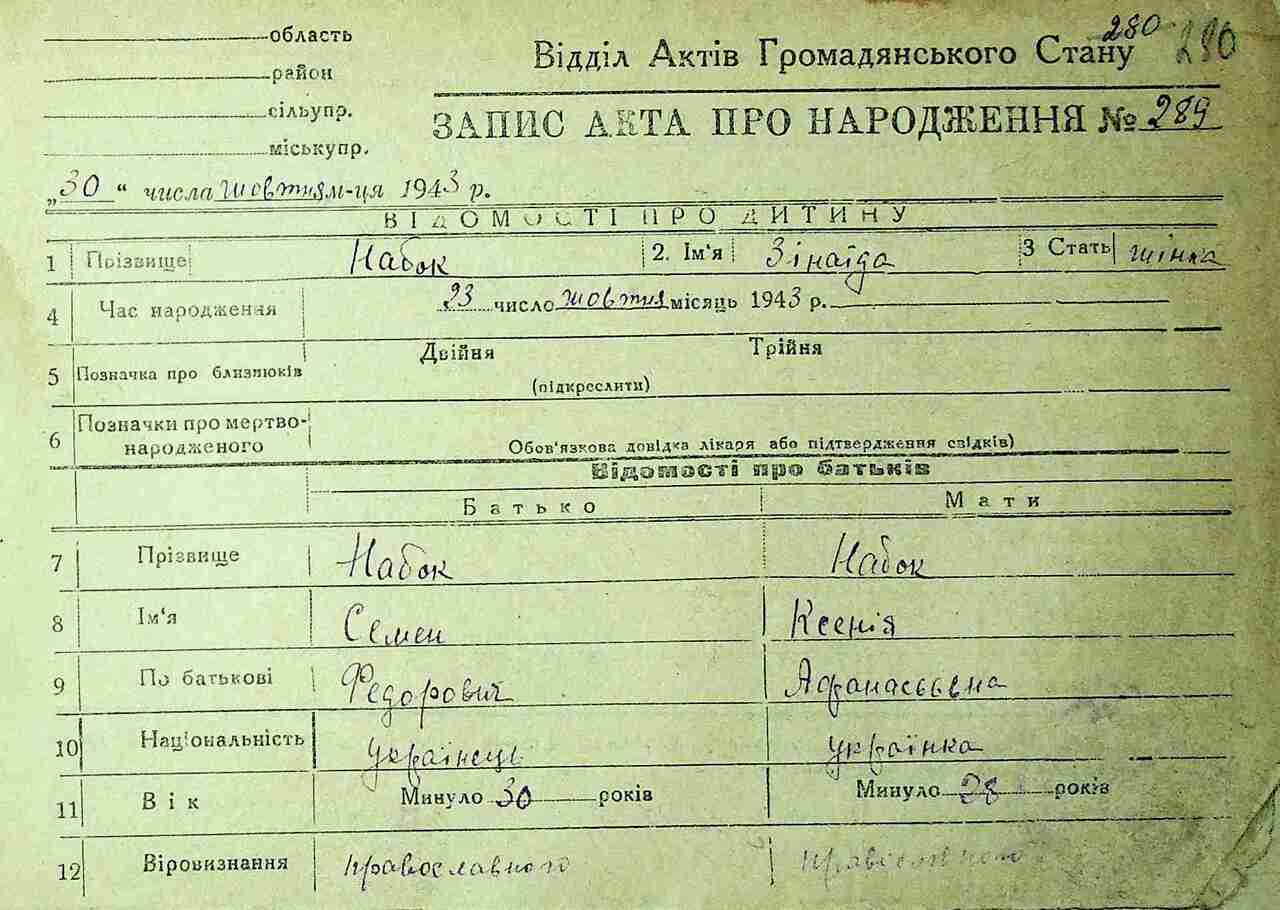 область
280 280
Відділ Актів Громадянського Стану
район
сільупр.
ЗАПИС АКТА ПРО НАРОДЖЕННЯ № 289
міськупр.
„30“ числа жовтня м-ця 1943 р.
ВІДОМОСТІ ПРО ДИТИНУ
1 Прізвище Набок 2. Ім‘я Зінаїда 3 Стать жінка
4 Час народження 23 число жовтня місяць 1943 р.
5 Позначка про близнюків Двійня Трійня
(підкреслити)
6 Позначки про мертво-
народженого Обов‘язкова довідка лікаря або підтвердження свідків)
Відомості про батьків
Батько Мати
7 Прізвище Набок Набок
8 Ім‘я Семен Ксенія
9 По батькові Федорович Афанасєєвна
10 Національність українець українка
11 Вік Минуло 30 років Минуло 28 років
12 Віровизнання православного православного